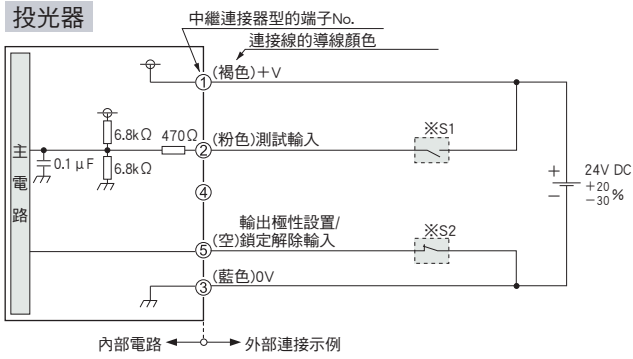 投光器
中繼連接器型的端子No.
連接線的導線顏色
①
(褐色)＋V
6.8kΩ
470Ω
②
(粉色)測試輸入
※S1
主電路
0.1 μF
6.8kΩ
④
24V DC
＋20
－30 %
＋
－
輸出極性設置/
⑤
(空)鎖定解除輸入
※S2
③
(藍色)0V
內部電路
外部連接示例